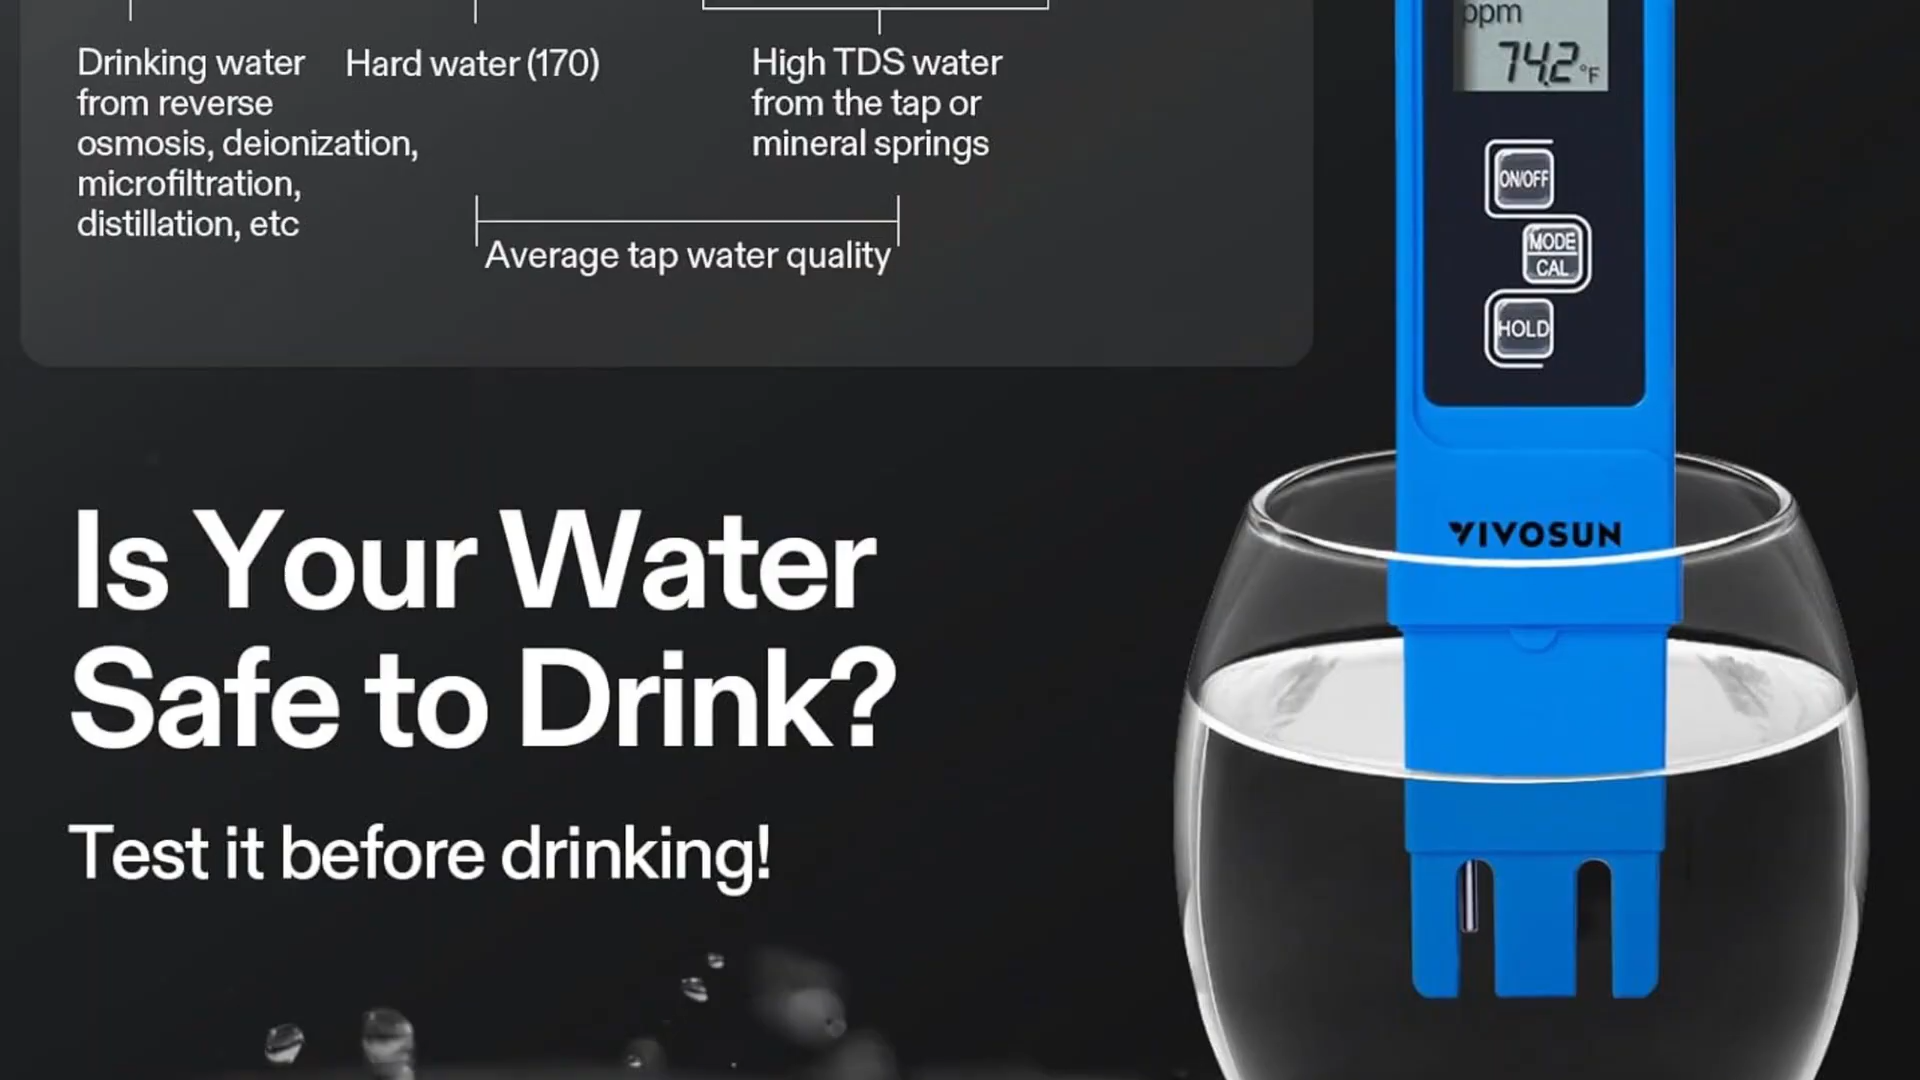 Drinking water
from reverse
osmosis, deionization,
microfiltration,
distillation, etc
Hard water (170)
High TDS water
from the tap or
mineral springs
Average tap water quality
ppm
74.2°F
ON/OFF
MODE
CAL
HOLD
VIVOSUN
Is Your Water
Safe to Drink?
Test it before drinking!